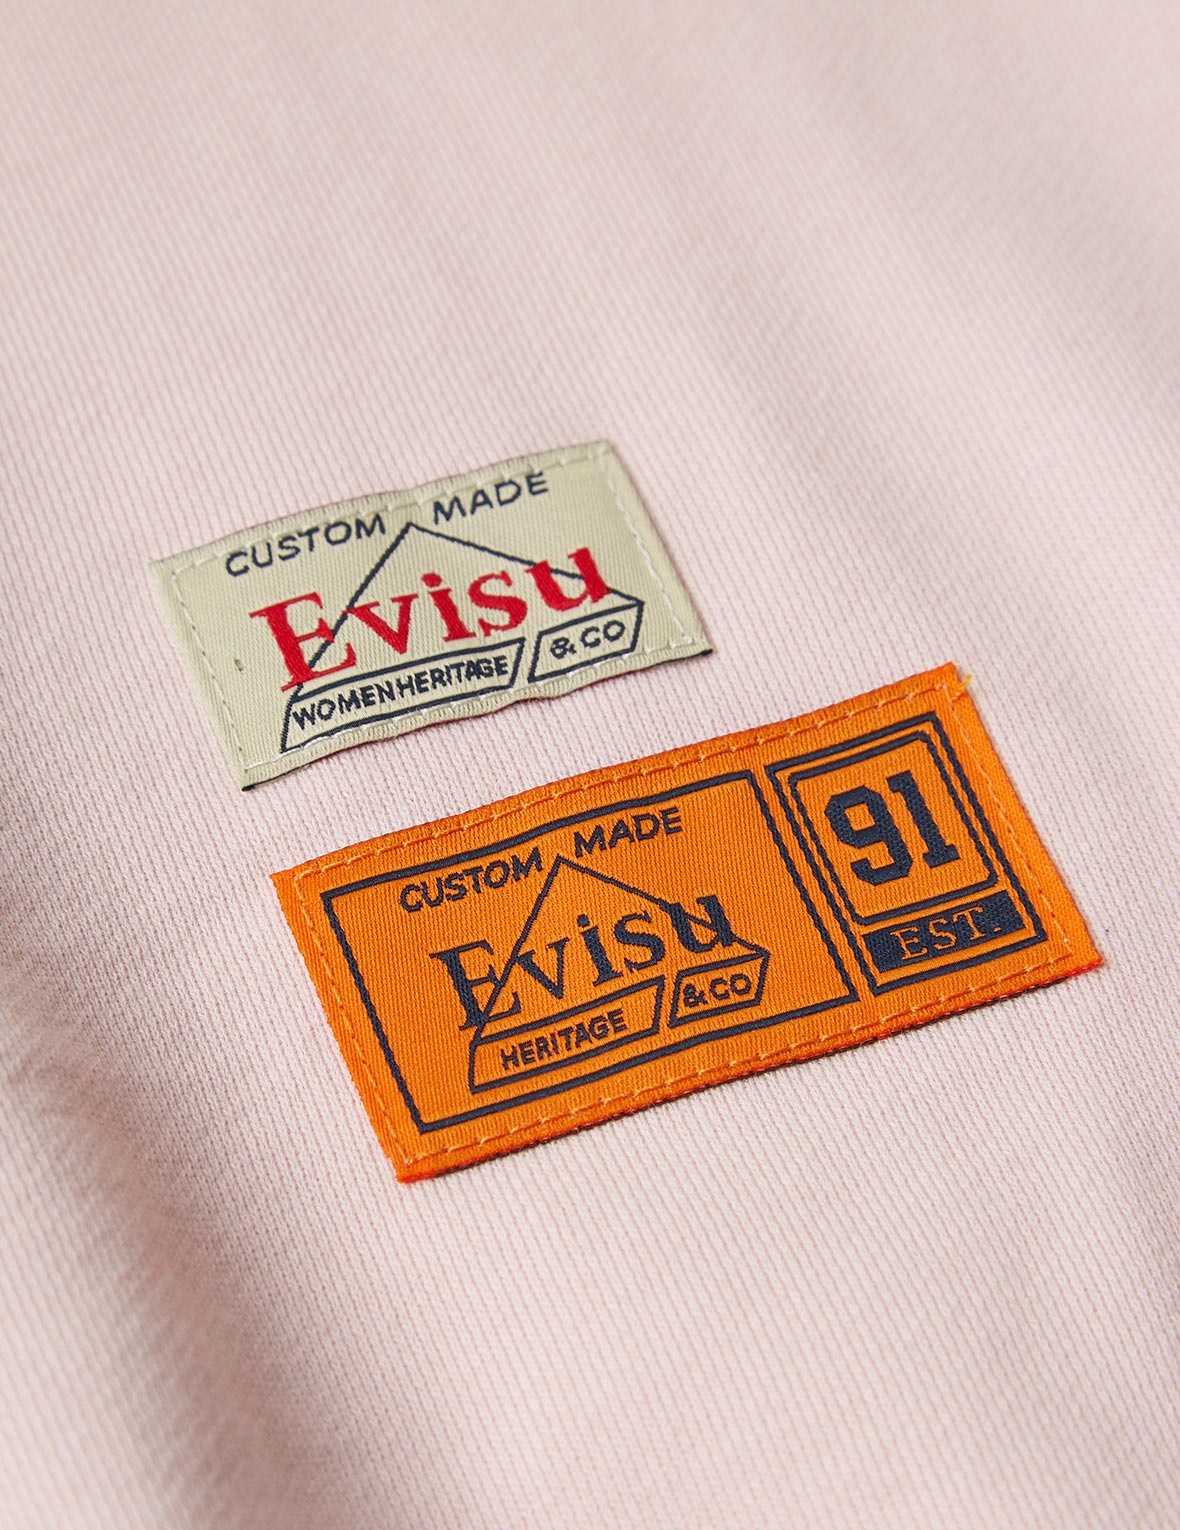 CUSTOM MADE
Evisu
WOMENHERITAGE & CO
CUSTOM MADE
Evisu
HERITAGE & CO
91
EST.